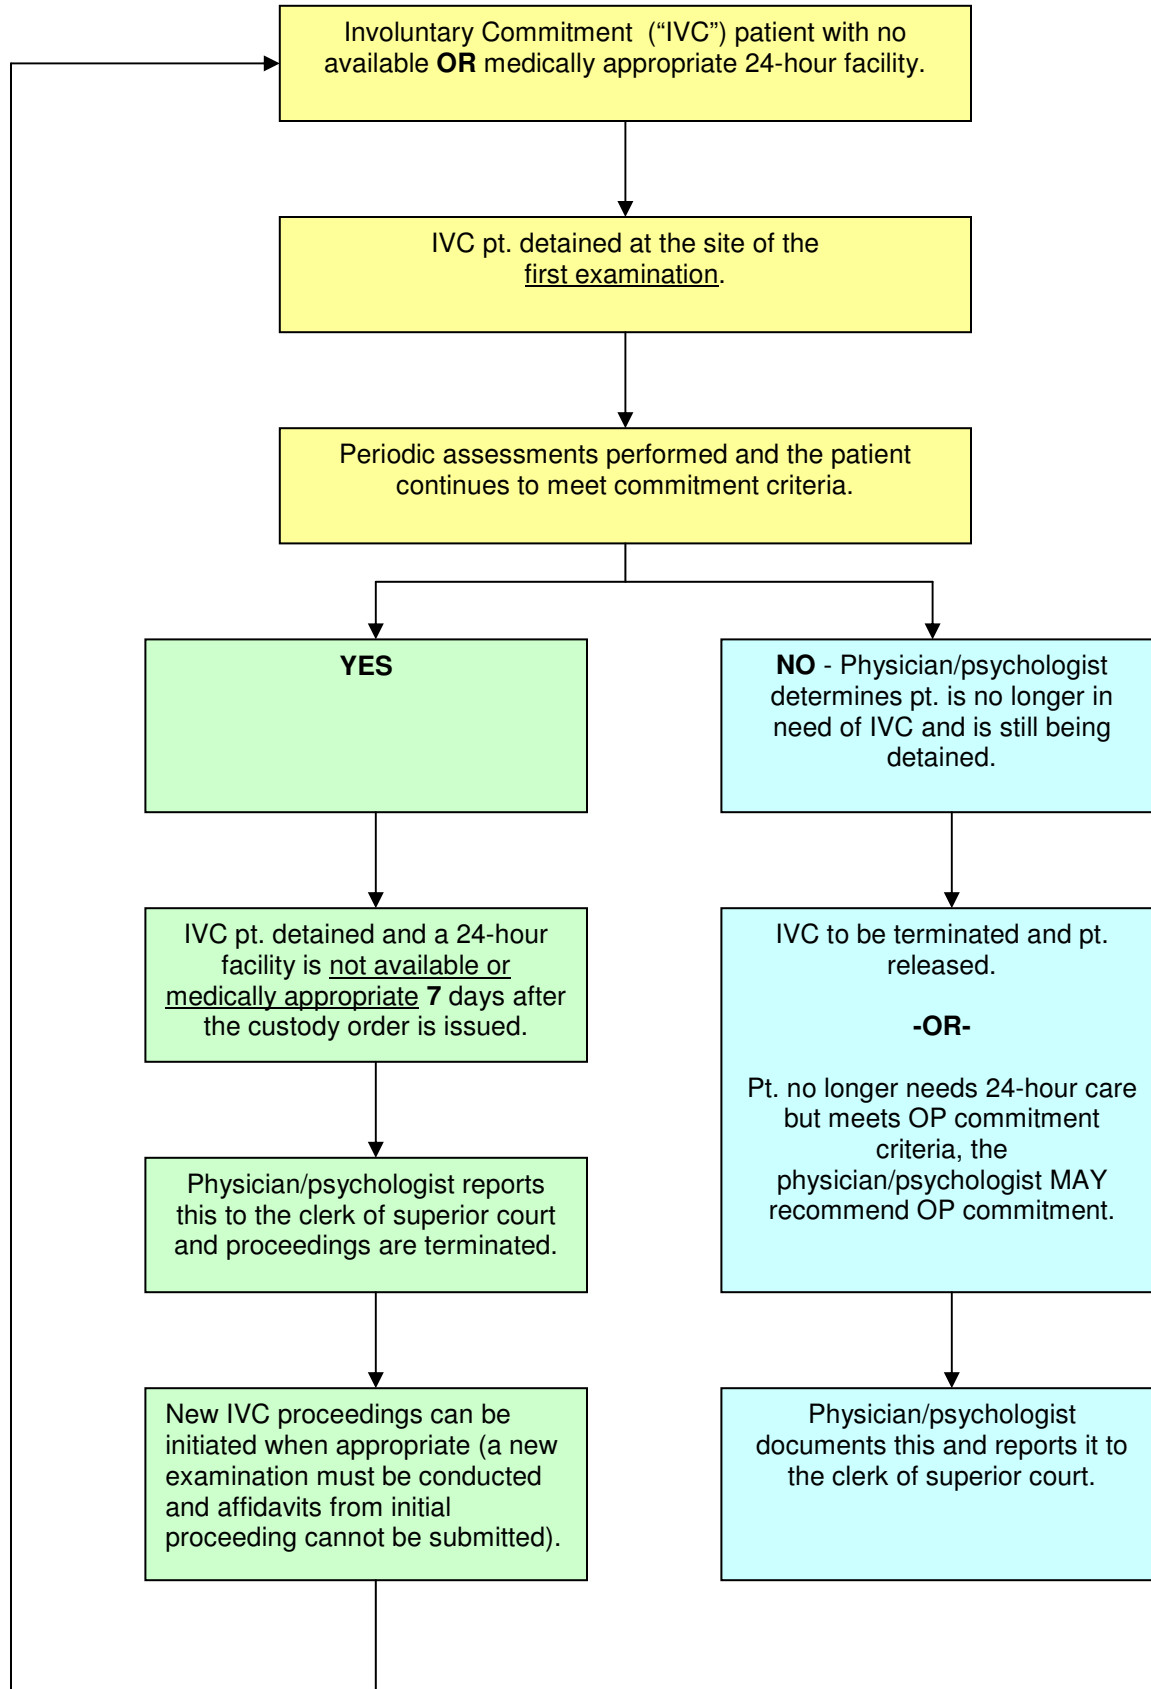 Involuntary Commitment  (“IVC”) patient with no
available OR medically appropriate 24-hour facility.
IVC pt. detained at the site of the
first examination.
Periodic assessments performed and the patient
continues to meet commitment criteria.
YES
IVC pt. detained and a 24-hour
facility is not available or
medically appropriate 7 days after
the custody order is issued.
Physician/psychologist reports
this to the clerk of superior court
and proceedings are terminated.
New IVC proceedings can be
initiated when appropriate (a new
examination must be conducted
and affidavits from initial
proceeding cannot be submitted).
NO - Physician/psychologist
determines pt. is no longer in
need of IVC and is still being
detained.
IVC to be terminated and pt.
released.
-OR-
Pt. no longer needs 24-hour care
but meets OP commitment
criteria, the
physician/psychologist MAY
recommend OP commitment.
Physician/psychologist
documents this and reports it to
the clerk of superior court.